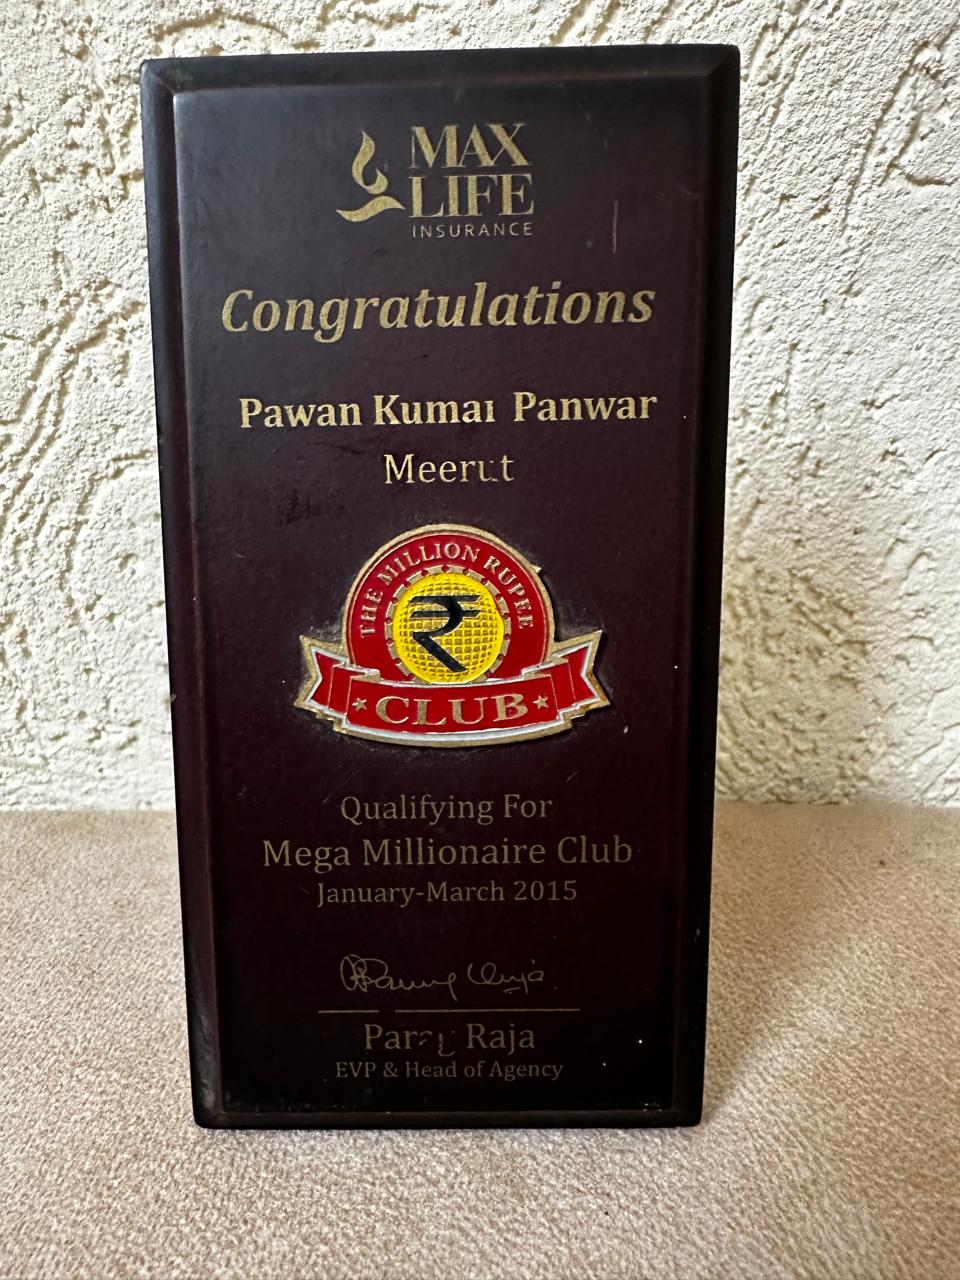 MAX
LIFE
INSURANCE
Congratulations
Pawan Kumar Panwar
Meerut
THE MILLION RUPEE
₹
CLUB
Qualifying For
Mega Millionaire Club
January-March 2015
Parag Raja
EVP & Head of Agency